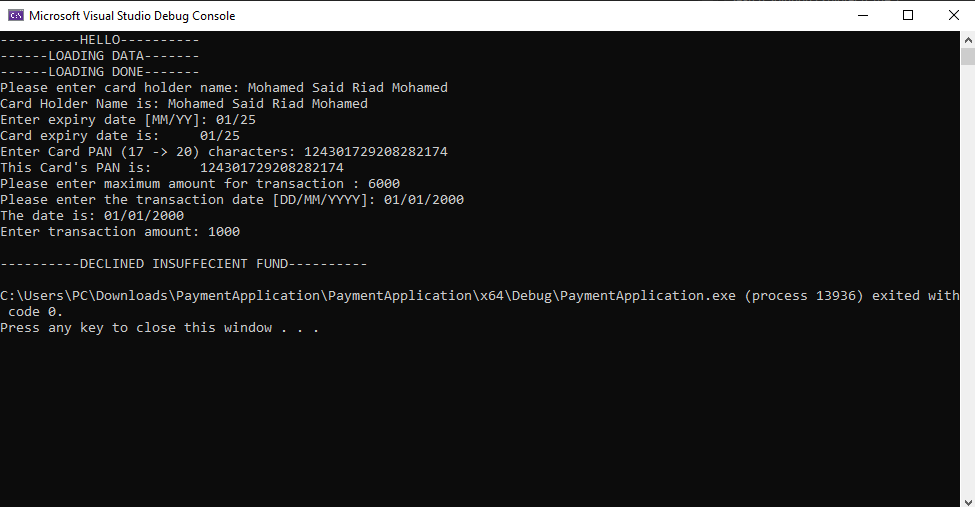 Microsoft Visual Studio Debug Console
----------HELLO----------
------LOADING DATA-------
------LOADING DONE-------
Please enter card holder name: Mohamed Said Riad Mohamed
Card Holder Name is: Mohamed Said Riad Mohamed
Enter expiry date [MM/YY]: 01/25
Card expiry date is:     01/25
Enter Card PAN (17 -> 20) characters: 124301729208282174
This Card's PAN is:      124301729208282174
Please enter maximum amount for transaction : 6000
Please enter the transaction date [DD/MM/YYYY]: 01/01/2000
The date is: 01/01/2000
Enter transaction amount: 1000
----------DECLINED INSUFFECIENT FUND----------
C:\Users\PC\Downloads\PaymentApplication\PaymentApplication\x64\Debug\PaymentApplication.exe (process 13936) exited with
 code 0.
Press any key to close this window . . .